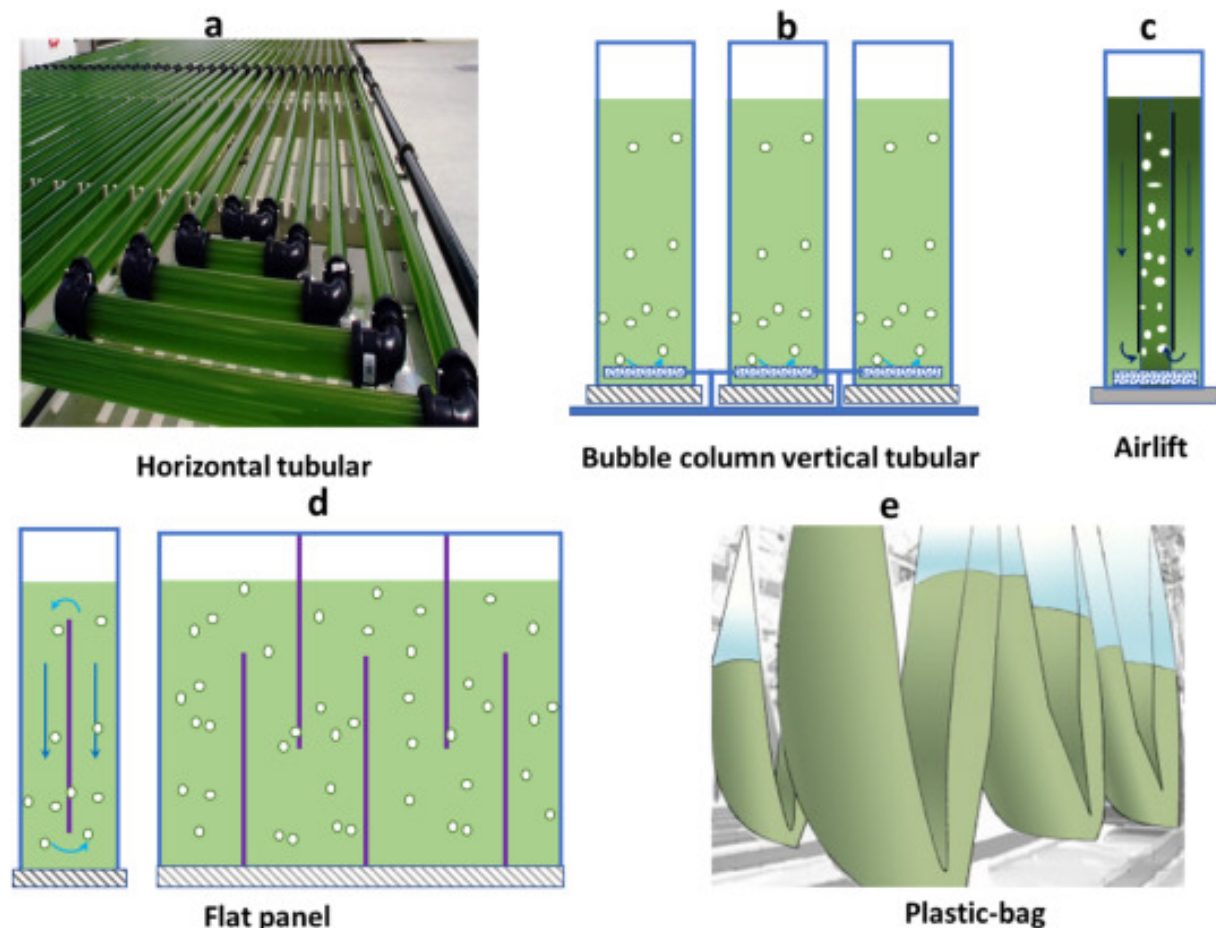 a
b
c
Horizontal tubular
Bubble column vertical tubular
Airlift
d
e
Flat panel
Plastic-bag